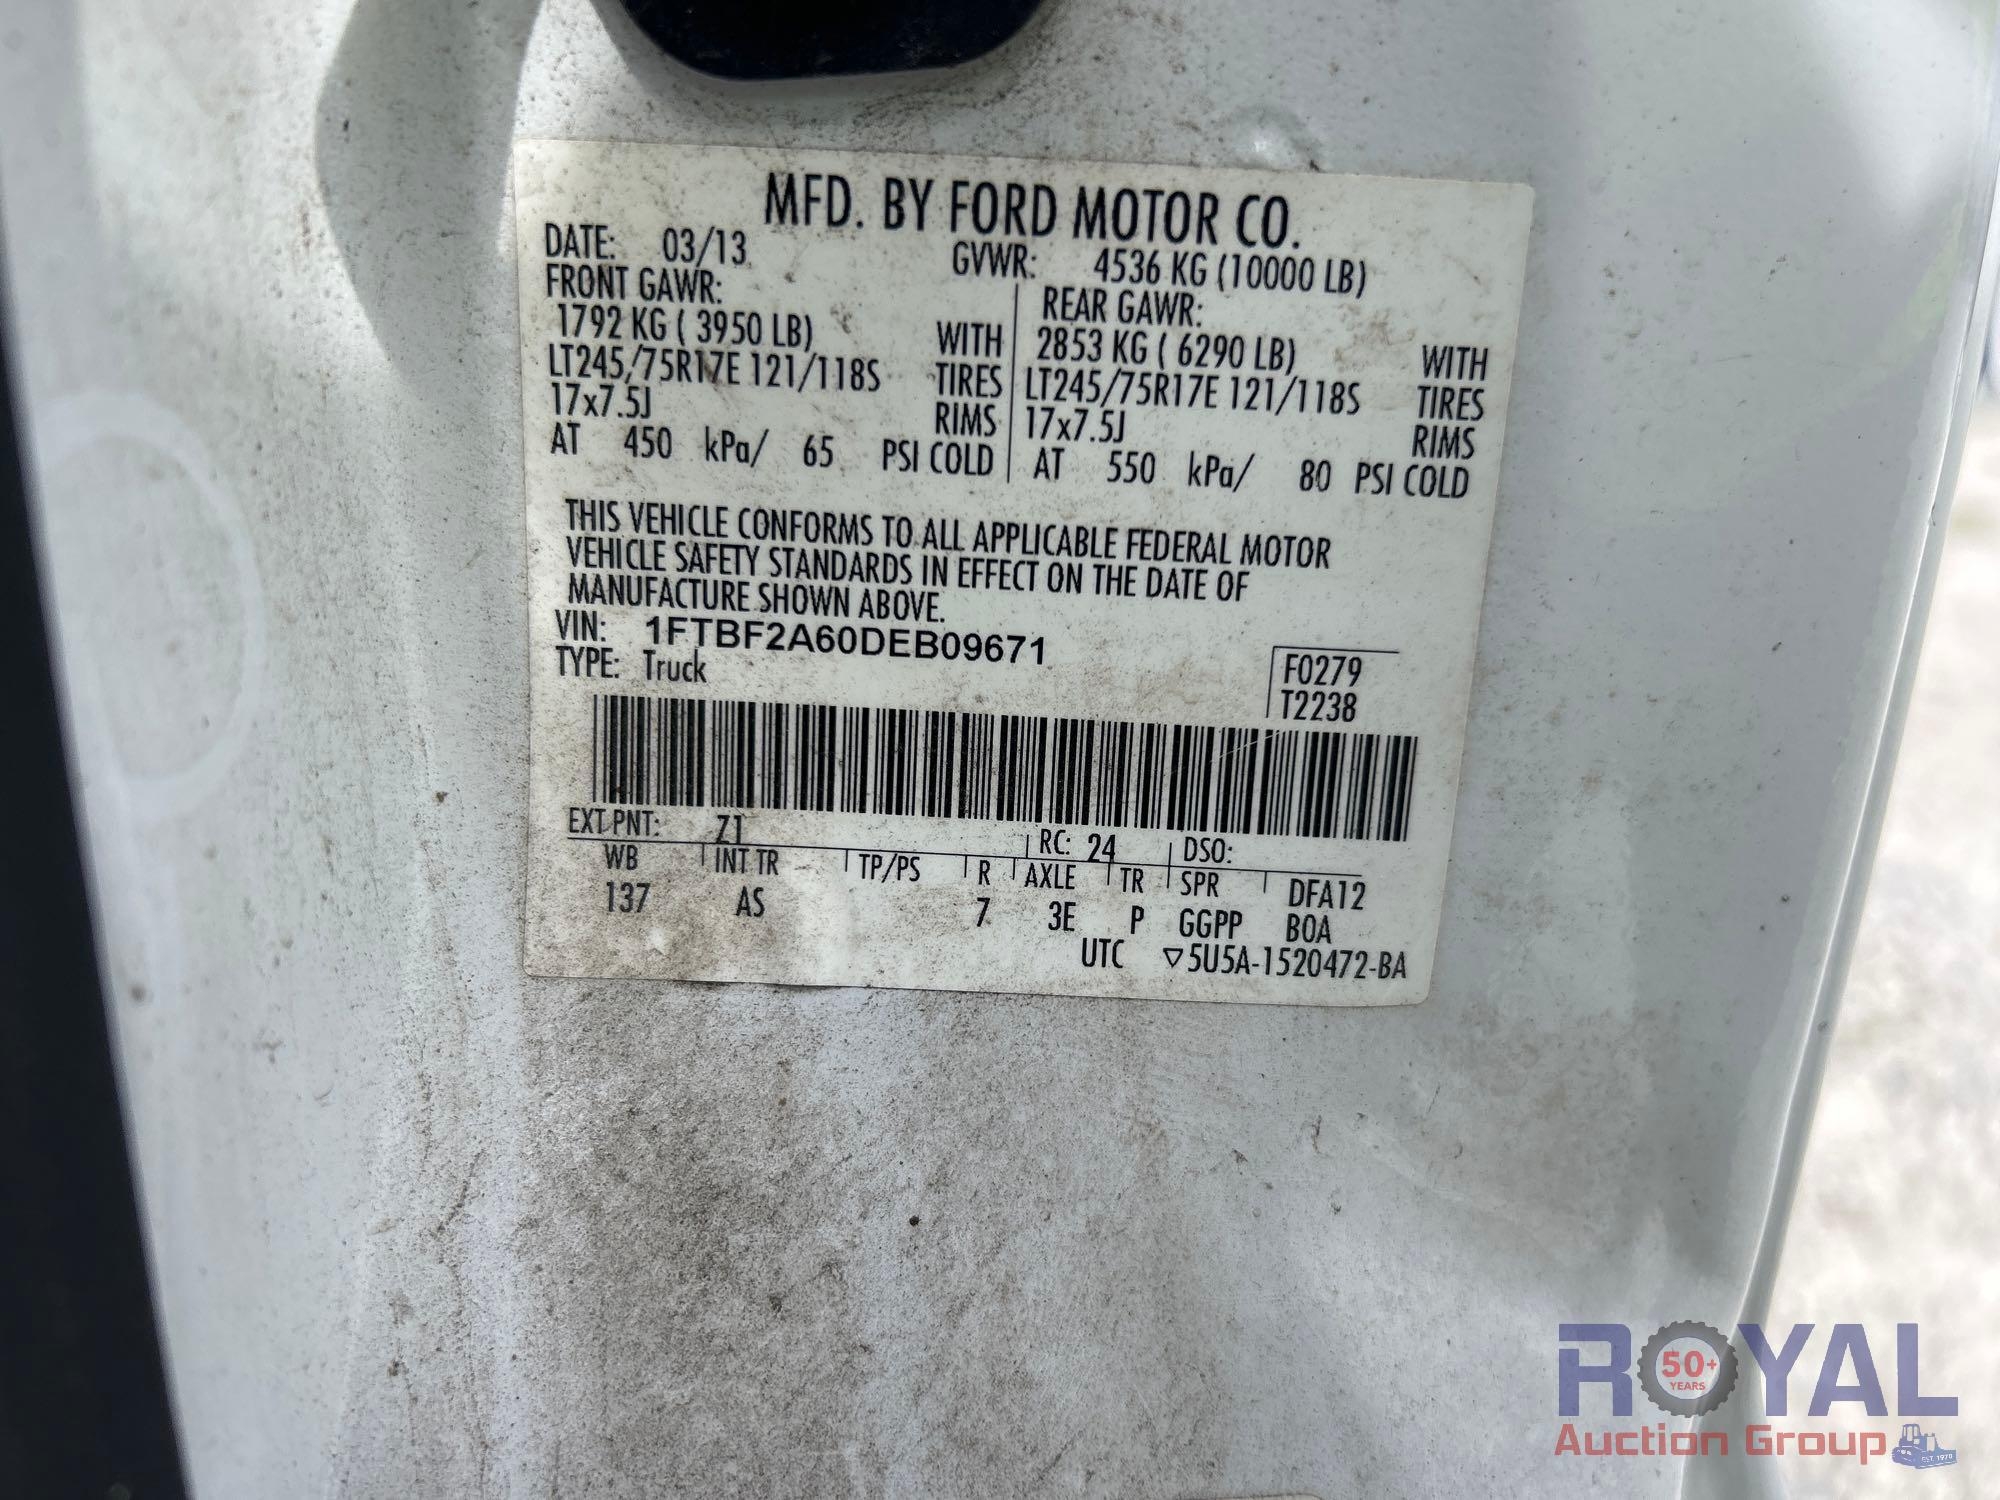 MFD. BY FORD MOTOR CO.
DATE: 03/13 GVWR: 4536 KG (10000 LB)
FRONT GAWR: REAR GAWR:
1792 KG ( 3950 LB) WITH 2853 KG ( 6290 LB) WITH
LT245/75R17E 121/118S TIRES LT245/75R17E 121/118S TIRES
17x7.5J RIMS 17x7.5J RIMS
AT 450 kPa/ 65 PSI COLD AT 550 kPa/ 80 PSI COLD
THIS VEHICLE CONFORMS TO ALL APPLICABLE FEDERAL MOTOR
VEHICLE SAFETY STANDARDS IN EFFECT ON THE DATE OF
MANUFACTURE SHOWN ABOVE.
VIN: 1FTBF2A60DEB09671
TYPE: Truck F0279
T2238
EXT PNT: Z1 RC: 24 DSO:
WB INT TR TP/PS R AXLE TR SPR DFA12
137 AS 7 3E P GGPP BOA
UTC ▽5U5A-1520472-BA
ROYAL
50+
YEARS
Auction Group
EST. 1970